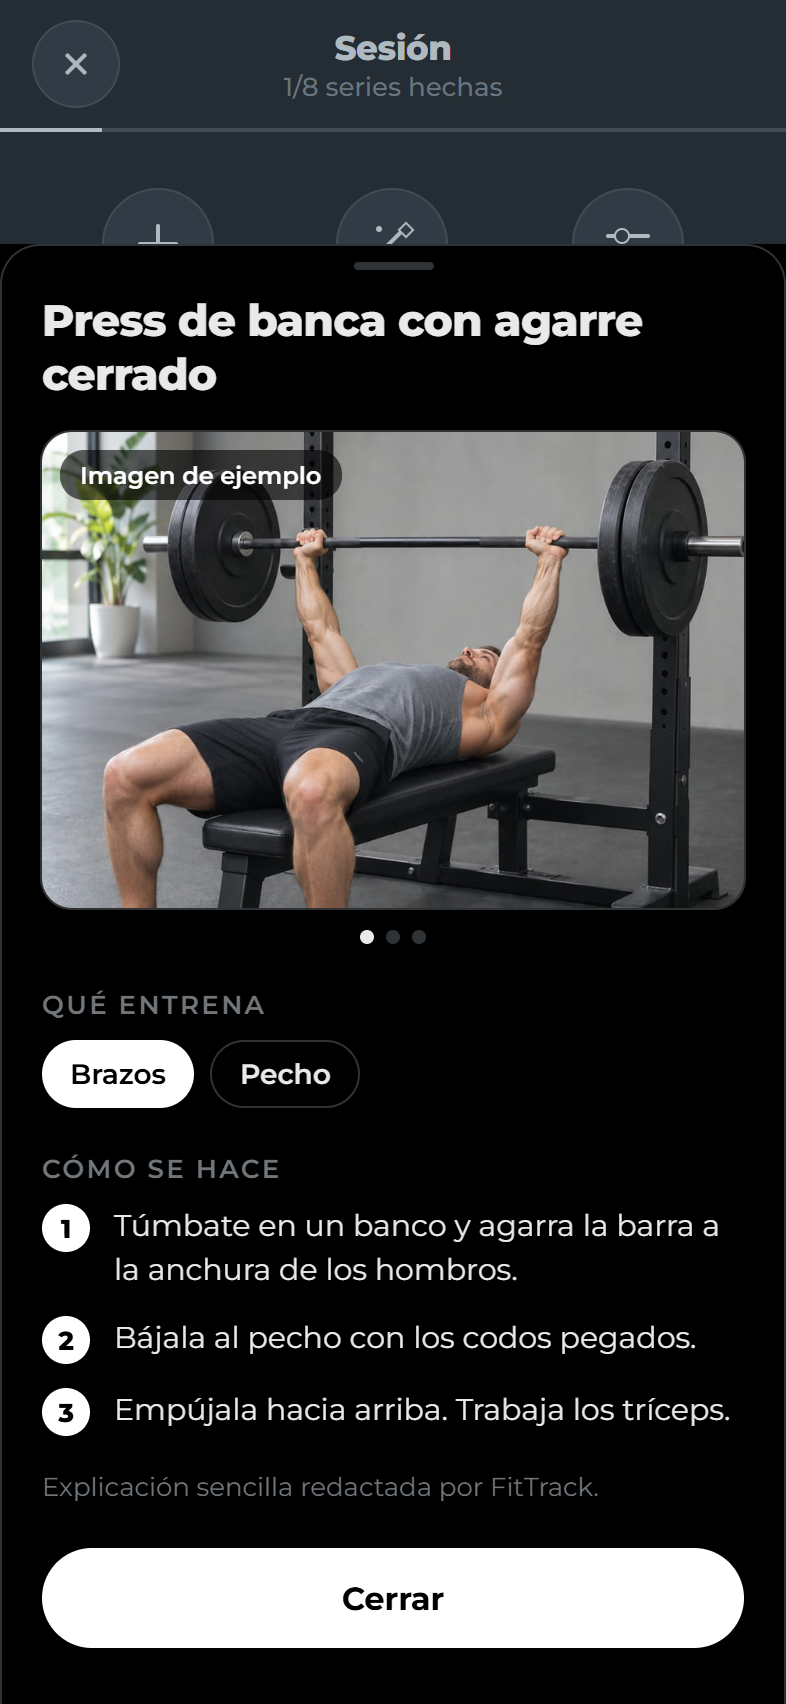 Sesión
1/8 series hechas
Press de banca con agarre
cerrado
Imagen de ejemplo
QUÉ ENTRENA
Brazos
Pecho
CÓMO SE HACE
1 Túmbate en un banco y agarra la barra a
la anchura de los hombros.
2 Bájala al pecho con los codos pegados.
3 Empújala hacia arriba. Trabaja los tríceps.
Explicación sencilla redactada por FitTrack.
Cerrar